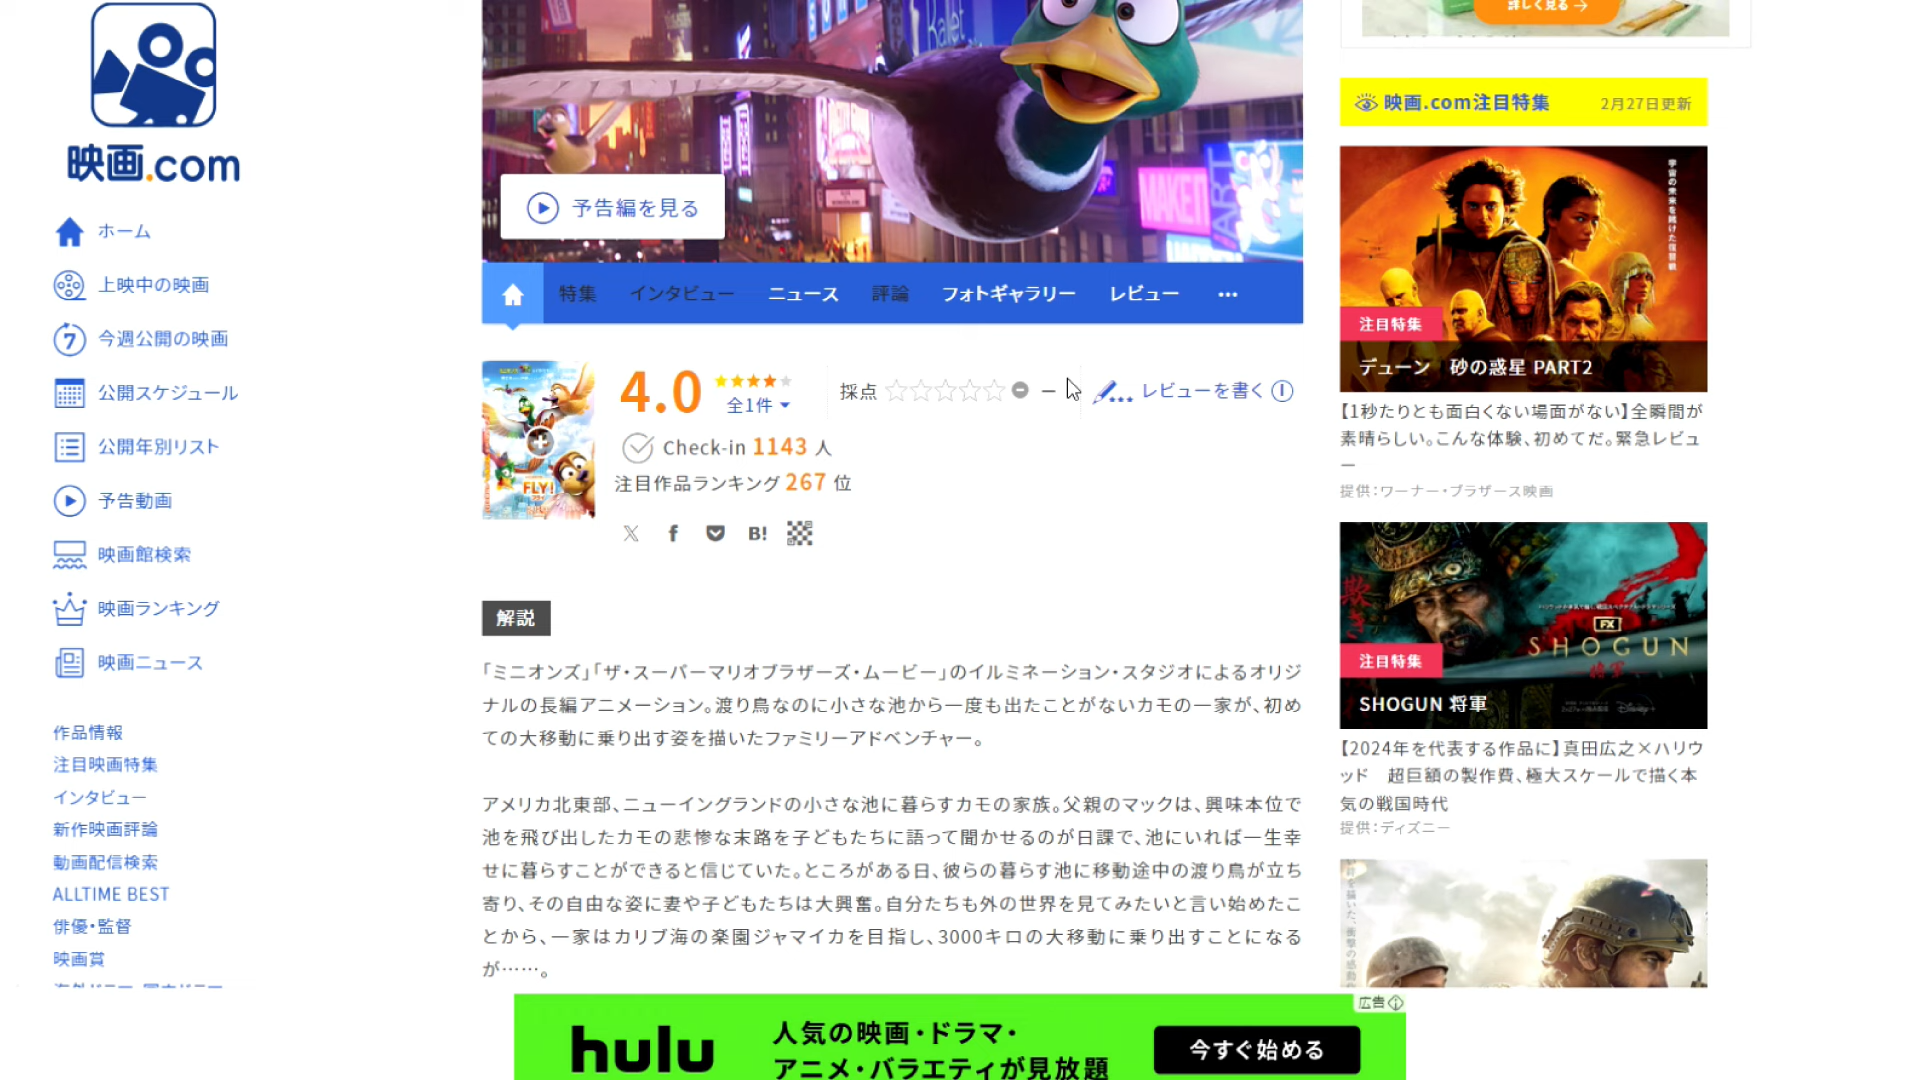 映画.com
ホーム
上映中の映画
今週公開の映画
公開スケジュール
公開年別リスト
予告動画
映画館検索
映画ランキング
映画ニュース
作品情報
注目映画特集
インタビュー
新作映画評論
動画配信検索
ALLTIME BEST
俳優・監督
映画賞
予告編を見る
特集 インタビュー ニュース 評論 フォトギャラリー レビュー …
4.0
全1件
採点 – レビューを書く
Check-in 1143 人
注目作品ランキング 267 位
FLY!
B!
解説
「ミニオンズ」「ザ・スーパーマリオブラザーズ・ムービー」のイルミネーション・スタジオによるオリジ
ナルの長編アニメーション。渡り鳥なのに小さな池から一度も出たことがないカモの一家が、初め
ての大移動に乗り出す姿を描いたファミリーアドベンチャー。
アメリカ北東部、ニューイングランドの小さな池に暮らすカモの家族。父親のマックは、興味本位で
池を飛び出したカモの悲惨な末路を子どもたちに語って聞かせるのが日課で、池にいれば一生幸
せに暮らすことができると信じていた。ところがある日、彼らの暮らす池に移動途中の渡り鳥が立ち
寄り、その自由な姿に妻や子どもたちは大興奮。自分たちも外の世界を見てみたいと言い始めたこ
とから、一家はカリブ海の楽園ジャマイカを目指し、3000キロの大移動に乗り出すことになる
が……。
詳しく見る
映画.com注目特集 2月27日更新
宇宙の未来を賭けた復讐戦
注目特集
デューン 砂の惑星 PART2
【1秒たりとも面白くない場面がない】全瞬間が
素晴らしい。こんな体験、初めてだ。緊急レビュ
ー
提供：ワーナー・ブラザース映画
FX
SHOGUN
将軍
欺き
注目特集
SHOGUN 将軍
Disney+
【2024年を代表する作品に】真田広之×ハリウ
ッド 超巨額の製作費、極大スケールで描く本
気の戦国時代
提供：ディズニー
広告
hulu
人気の映画・ドラマ・
アニメ・バラエティが見放題
今すぐ始める